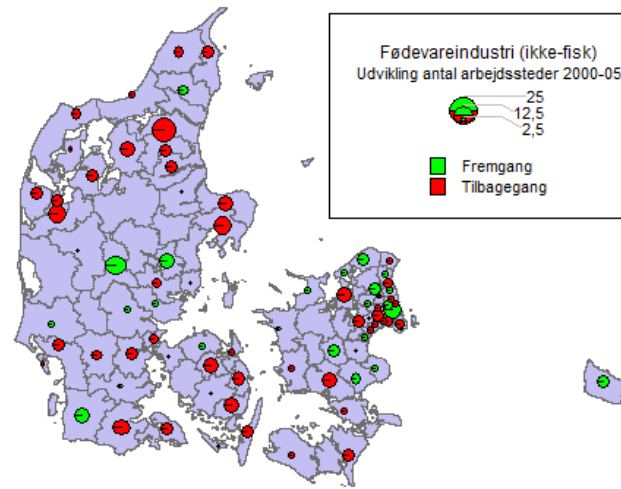 Fødevareindustri (ikke-fisk)
Udvikling antal arbejdssteder 2000-05
25
12,5
2,5
Fremgang
Tilbagegang